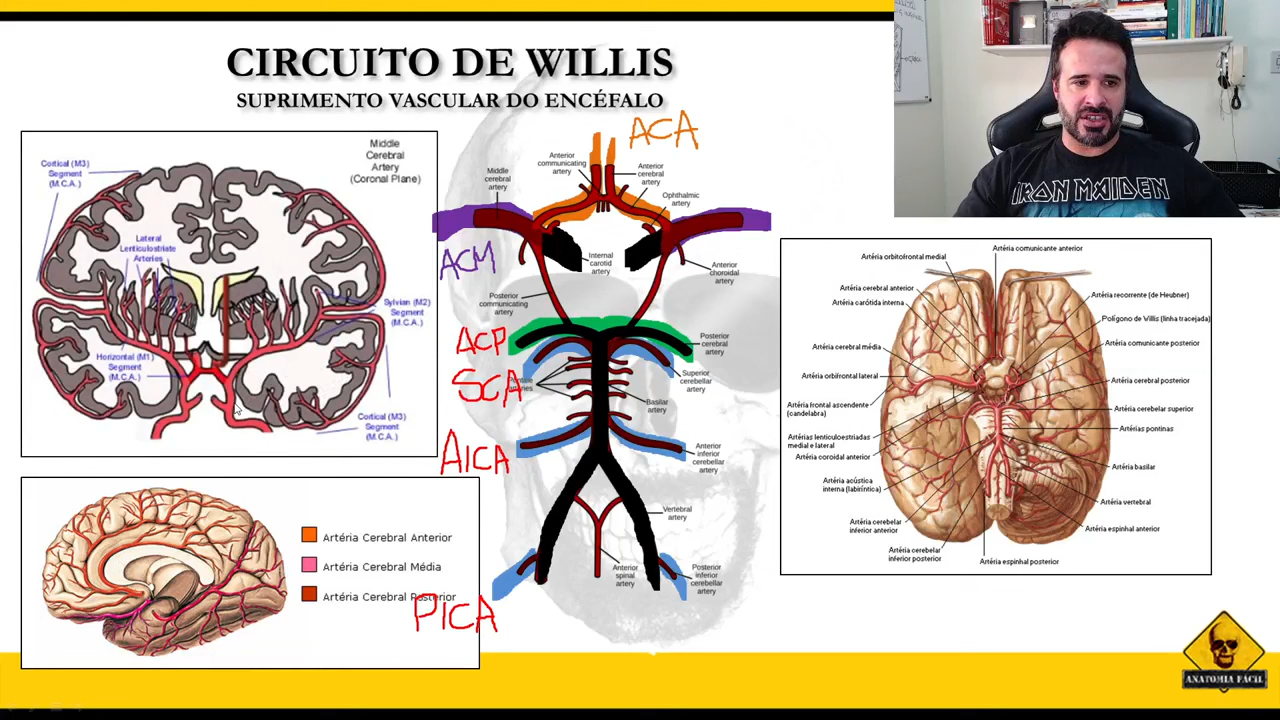 CIRCUITO DE WILLIS
SUPRIMENTO VASCULAR DO ENCÉFALO
IRON MAIDEN
Middle
Cerebral
Artery
(Coronal Plane)
Cortical (M3)
Segment
(M.C.A.)
Lateral
Lenticulostriate
Arteries
Sylvian (M2)
Segment
(M.C.A.)
Horizontal (M1)
Segment
(M.C.A.)
Cortical (M3)
Segment
(M.C.A.)
Artéria Cerebral Anterior
Artéria Cerebral Média
Artéria Cerebral Posterior
ACA
ACM
ACP
SCA
AICA
PICA
Anterior
communicating
artery
Anterior
cerebral
artery
Middle
cerebral
artery
Ophthalmic
artery
Internal
carotid
artery
Anterior
choroidal
artery
Posterior
communicating
artery
Posterior
cerebral
artery
Superior
cerebellar
artery
arteries
Basilar
artery
Anterior
inferior
cerebellar
artery
Vertebral
artery
Anterior
spinal
artery
Posterior
inferior
cerebellar
artery
Artéria comunicante anterior
Artéria orbitofrontal medial
Artéria cerebral anterior
Artéria carótida interna
Artéria cerebral média
Artéria orbifrontal lateral
Artéria frontal ascendente
(candelabra)
Artérias lenticuloestriadas
medial e lateral
Artéria coroidal anterior
Artéria acústica
interna (labiríntica)
Artéria cerebelar
inferior anterior
Artéria cerebelar
inferior posterior
Artéria recorrente (de Heubner)
Polígono de Willis (linha tracejada)
Artéria comunicante posterior
Artéria cerebral posterior
Artéria cerebelar superior
Artérias pontinas
Artéria basilar
Artéria vertebral
Artéria espinhal anterior
Artéria espinhal posterior
ANATOMIA FÁCIL